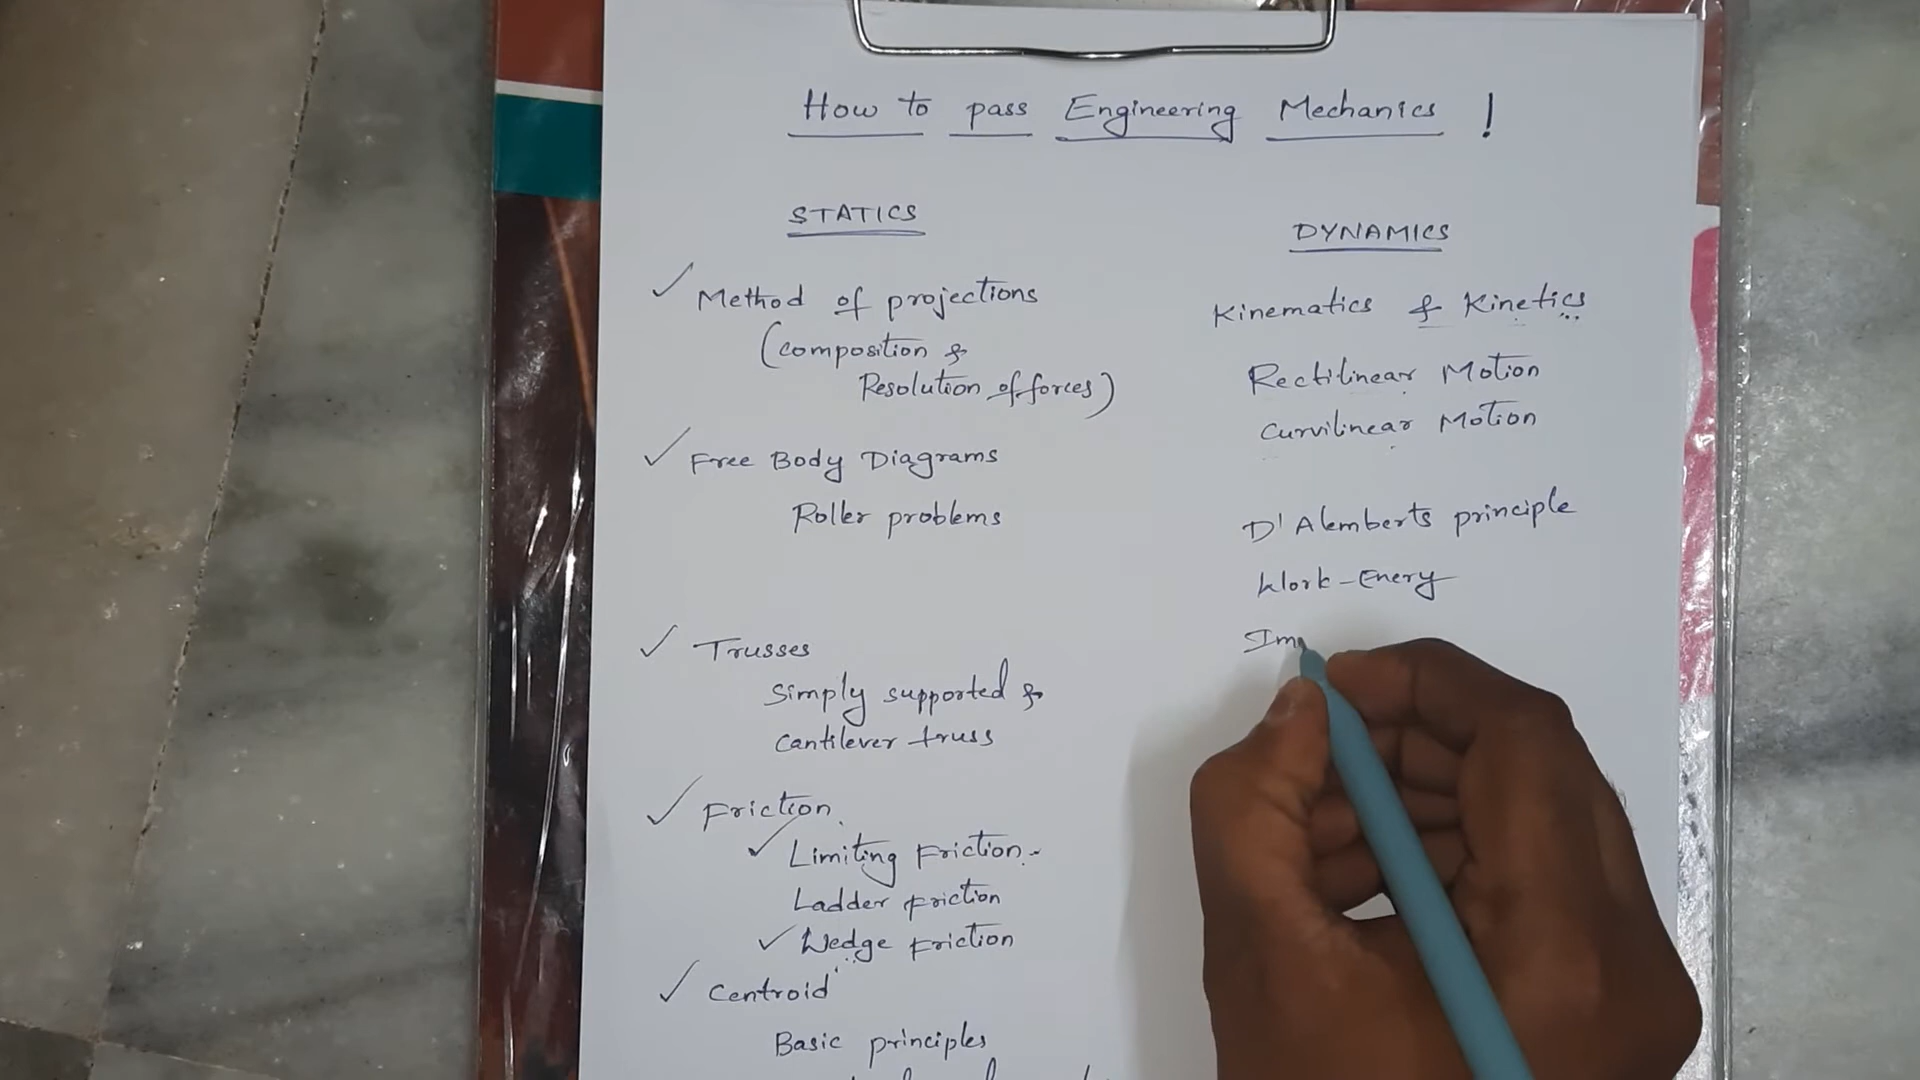 How to pass Engineering Mechanics !
STATICS
✓ Method of projections
(composition &
Resolution of forces)
✓ Free Body Diagrams
Roller problems
✓ Trusses
Simply supported &
cantilever truss
✓ Friction.
✓ Limiting Friction
Ladder friction
✓ Wedge Friction
✓ Centroid
Basic principles
DYNAMICS
Kinematics & Kinetics
Rectilinear Motion
Curvilinear Motion
D'Alemberts principle
Work-Enery
Im